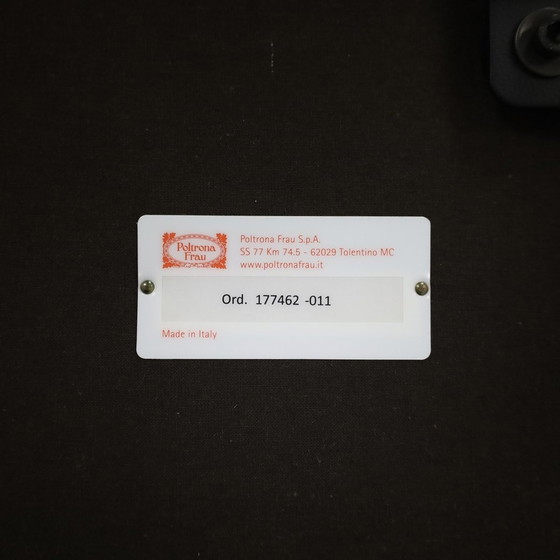 Poltrona
Frau
Poltrona Frau S.p.A.
SS 77 Km 74.5 - 62029 Tolentino MC
www.poltronafrau.it
Ord. 177462 -011
Made in Italy